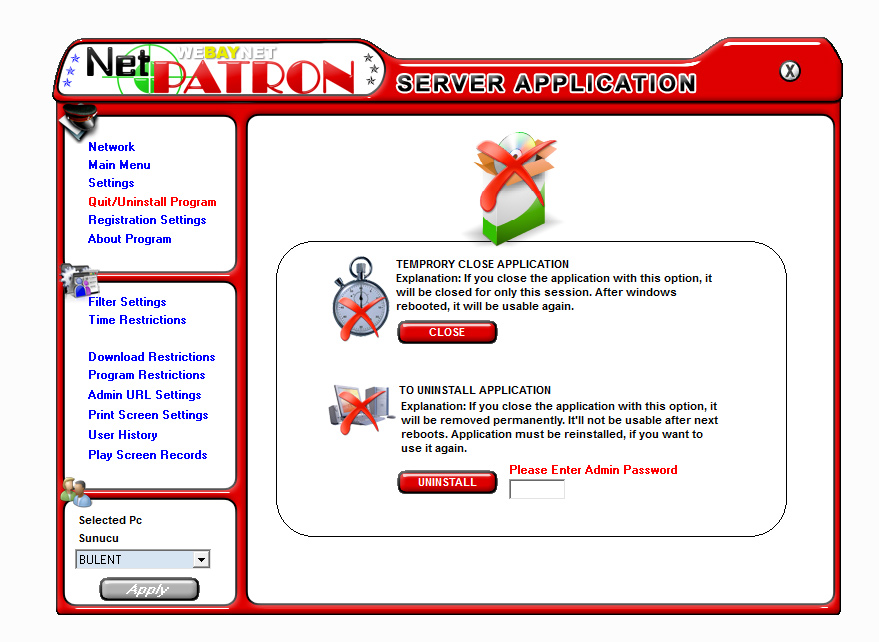 Net
WEBAYNET
PATRON
SERVER APPLICATION
X
Network
Main Menu
Settings
Quit/Uninstall Program
Registration Settings
About Program
Filter Settings
Time Restrictions
Download Restrictions
Program Restrictions
Admin URL Settings
Print Screen Settings
User History
Play Screen Records
Selected Pc
Sunucu
BULENT
Apply
TEMPRORY CLOSE APPLICATION
Explanation: If you close the application with this option, it
will be closed for only this session. After windows
rebooted, it will be usable again.
CLOSE
TO UNINSTALL APPLICATION
Explanation: If you close the application with this option, it
will be removed permanently. It'll not be usable after next
reboots. Application must be reinstalled, if you want to
use it again.
Please Enter Admin Password
UNINSTALL